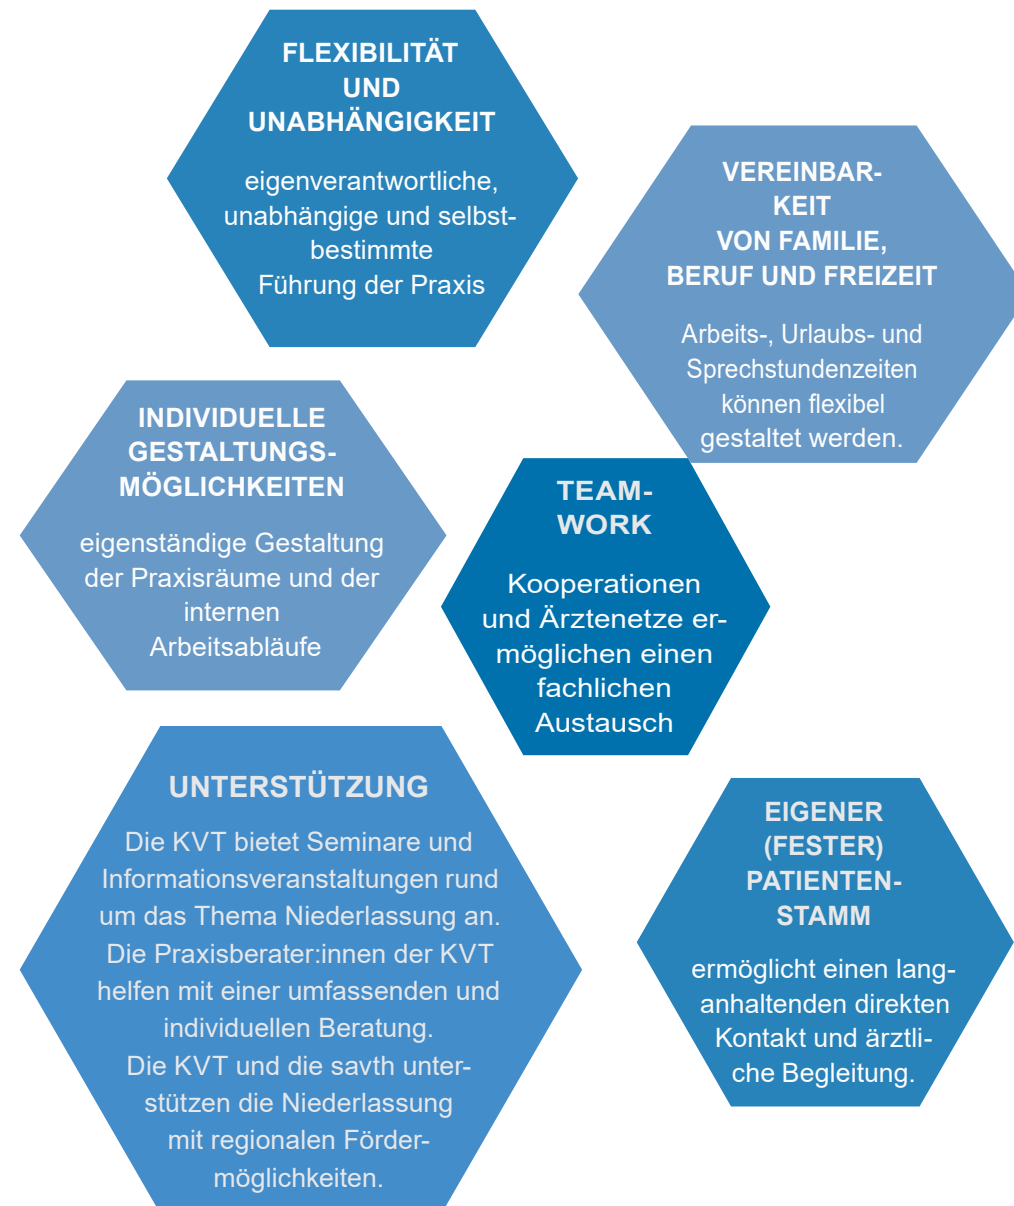 FLEXIBILITÄT
UND
UNABHÄNGIGKEIT
eigenverantwortliche,
unabhängige und selbst-
bestimmte
Führung der Praxis
VEREINBAR-
KEIT
VON FAMILIE,
BERUF UND FREIZEIT
Arbeits-, Urlaubs- und
Sprechstundenzeiten
können flexibel
gestaltet werden.
INDIVIDUELLE
GESTALTUNGS-
MÖGLICHKEITEN
eigenständige Gestaltung
der Praxisräume und der
internen
Arbeitsabläufe
TEAM-
WORK
Kooperationen
und Ärztenetze er-
möglichen einen
fachlichen
Austausch
UNTERSTÜTZUNG
Die KVT bietet Seminare und
Informationsveranstaltungen rund
um das Thema Niederlassung an.
Die Praxisberater:innen der KVT
helfen mit einer umfassenden und
individuellen Beratung.
Die KVT und die savth unter-
stützen die Niederlassung
mit regionalen Förder-
möglichkeiten.
EIGENER
(FESTER)
PATIENTEN-
STAMM
ermöglicht einen lang-
anhaltenden direkten
Kontakt und ärztli-
che Begleitung.